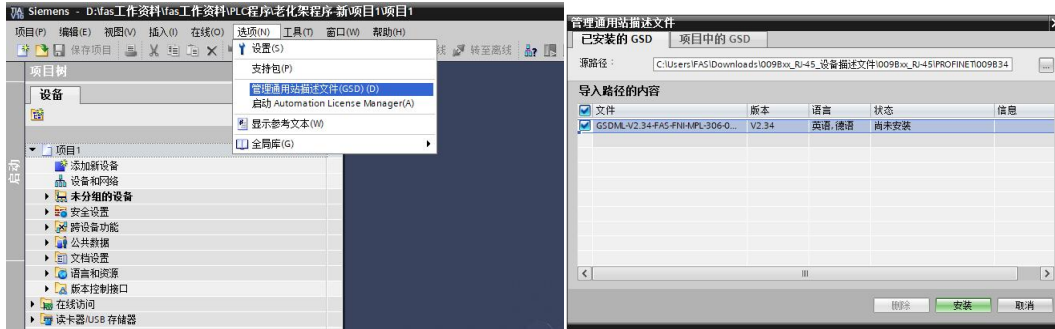 Siemens - D:\fas工作资料\fas工作资料\PLC程序\老化架程序-新\项目1\项目1
项目(P) 编辑(E) 视图(V) 插入(I) 在线(O) 选项(N) 工具(T) 窗口(W) 帮助(H)
保存项目
转至离线
设置(S)
支持包(P)
管理通用站描述文件(GSD) (D)
启动 Automation License Manager(A)
显示参考文本(W)
全局库(G)
项目树
设备
启动
项目1
添加新设备
设备和网络
未分组的设备
安全设置
跨设备功能
公共数据
文档设置
语言和资源
版本控制接口
在线访问
读卡器/USB 存储器
管理通用站描述文件
已安装的 GSD 项目中的 GSD
源路径: C:\Users\FAS\Downloads\009Bxx_RJ-45_设备描述文件\009Bxx_RJ-45\PROFINET\009B34
导入路径的内容
文件 版本 语言 状态 信息
GSDML-V2.34-FAS-FNI-MPL-306-0... V2.34 英语, 德语 尚未安装
删除 安装 取消